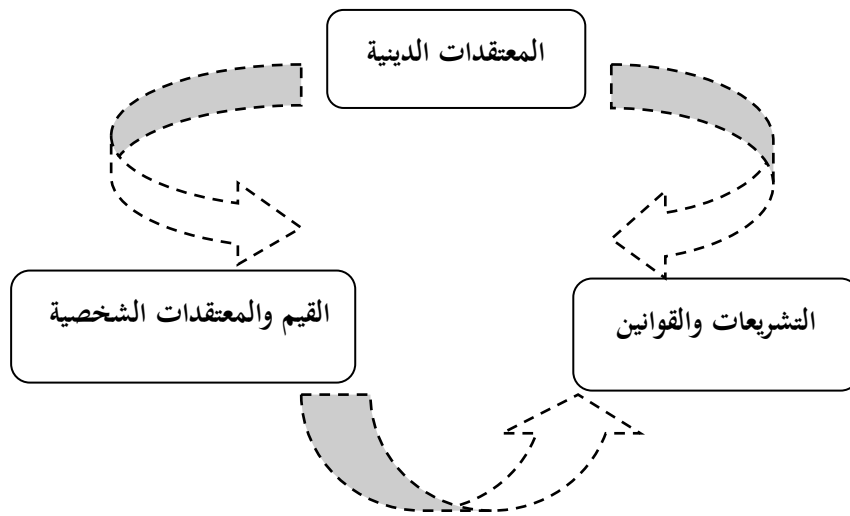 المعتقدات الدينية
القيم والمعتقدات الشخصية
التشريعات والقوانين